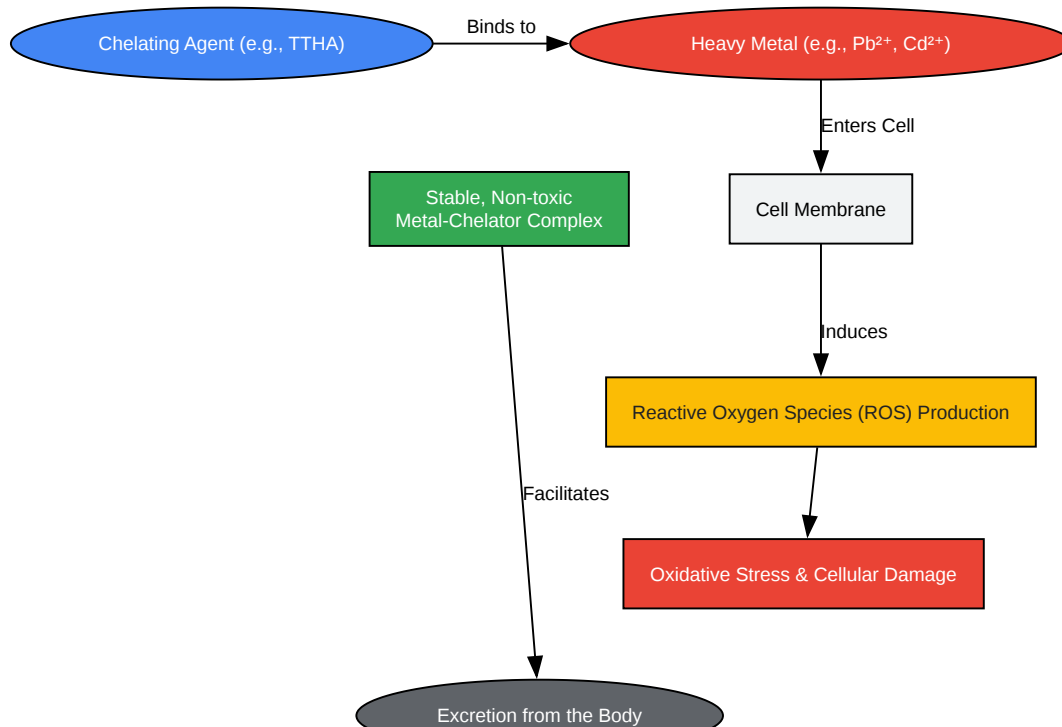 Chelating Agent (e.g., TTHA)
Binds to
Heavy Metal (e.g., Pb²⁺, Cd²⁺)
Enters Cell
Stable, Non-toxic
Metal-Chelator Complex
Cell Membrane
Induces
Reactive Oxygen Species (ROS) Production
Facilitates
Oxidative Stress & Cellular Damage
Excretion from the Body